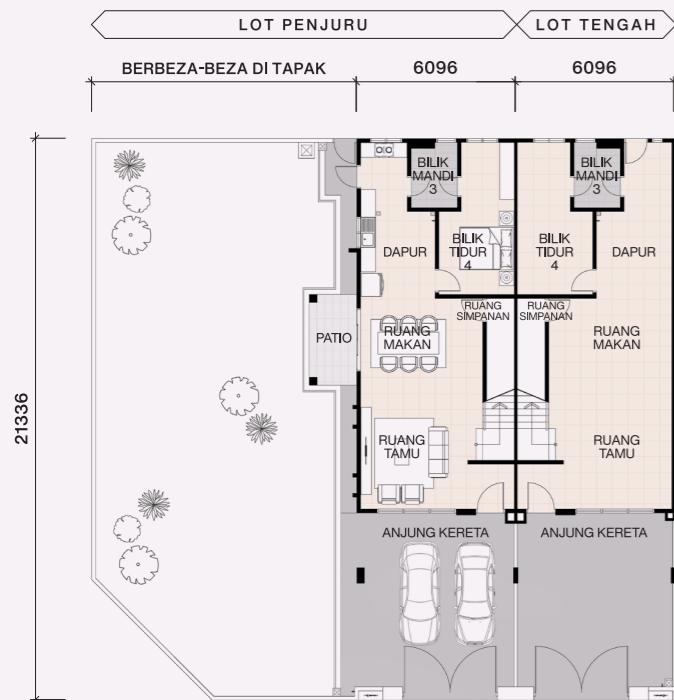 LOT PENJURU
LOT TENGAH
BERBEZA-BEZA DI TAPAK
6096
6096
21336
BILIK
MANDI
3
BILIK
MANDI
3
DAPUR
BILIK
TIDUR
4
BILIK
TIDUR
4
DAPUR
RUANG
SIMPANAN
RUANG
SIMPANAN
PATIO
RUANG
MAKAN
RUANG
MAKAN
RUANG
TAMU
RUANG
TAMU
ANJUNG KERETA
ANJUNG KERETA